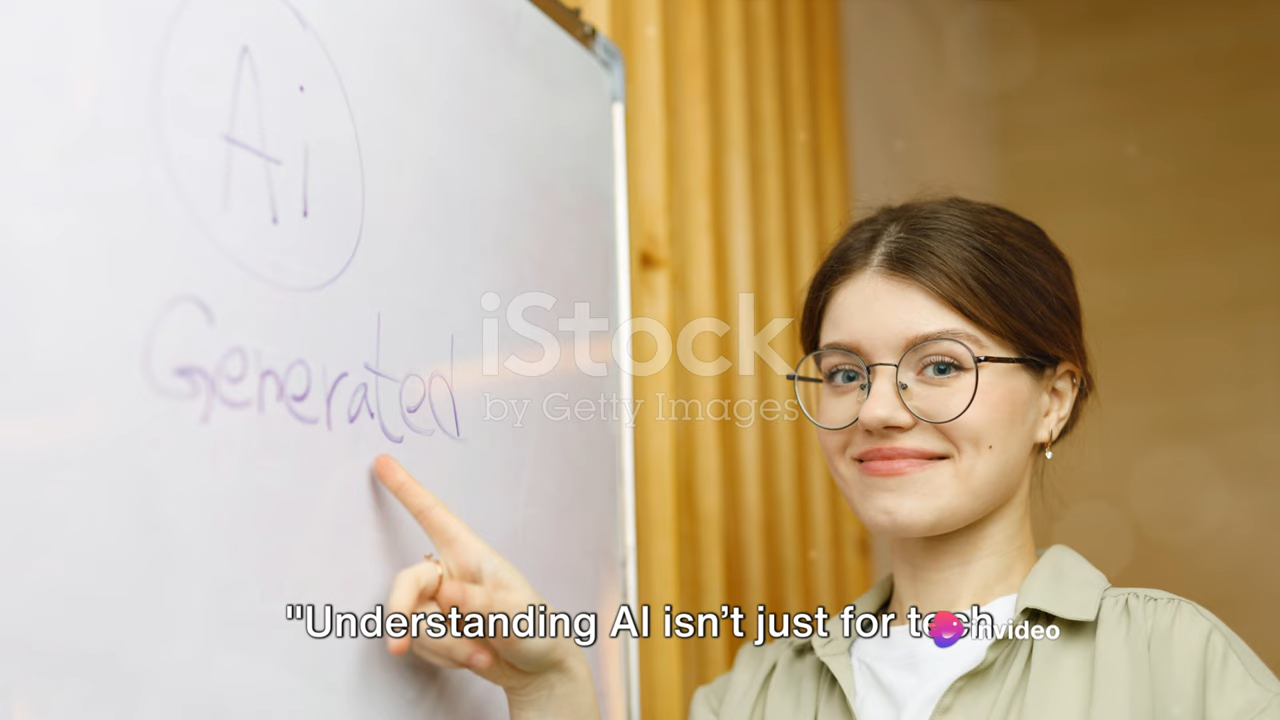 Ai
Generated
iStock
by Getty Images
"Understanding AI isn't just for tech
invideo